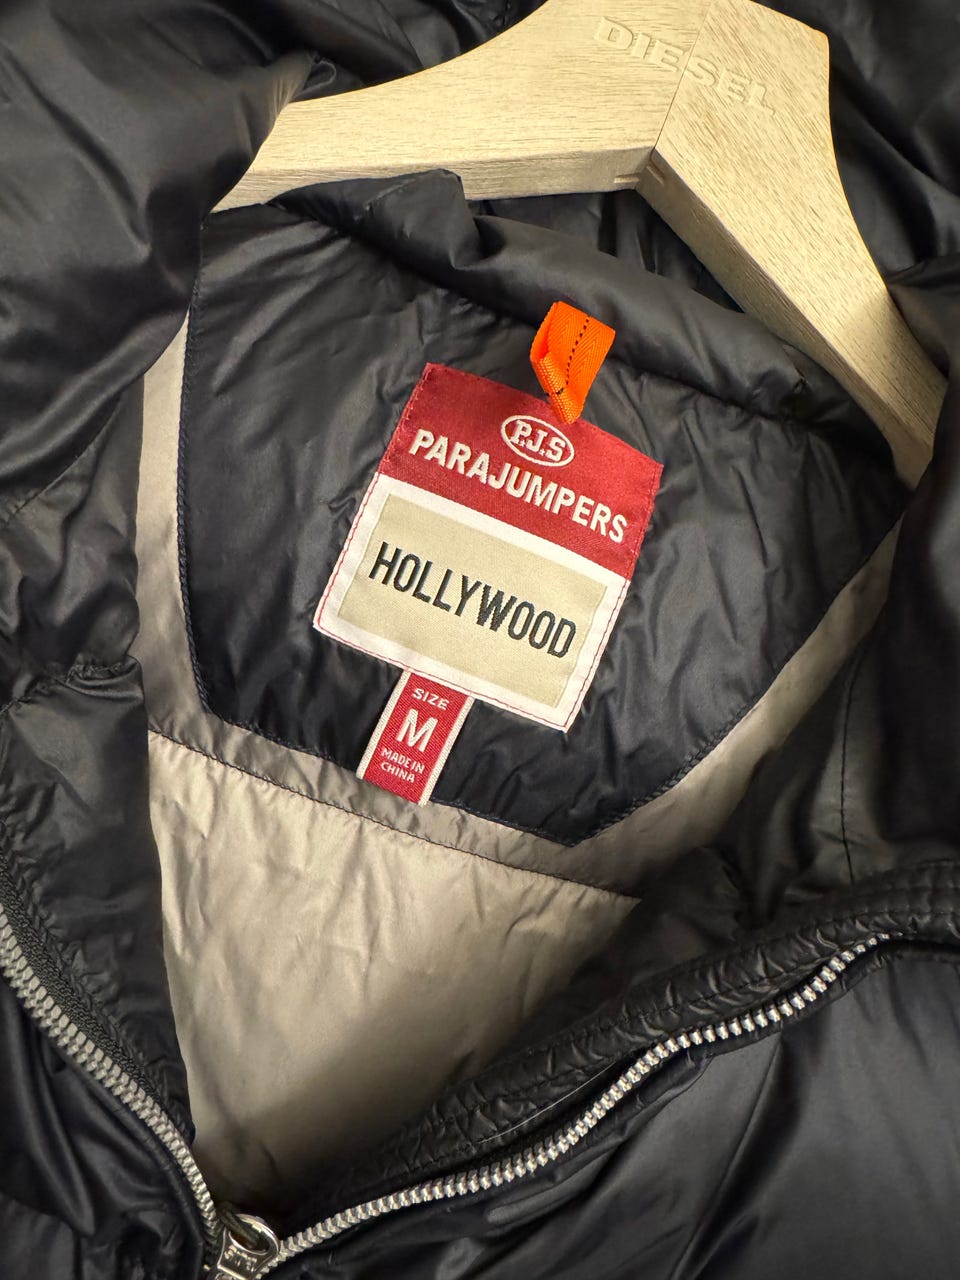 DIESEL
P.J.S
PARAJUMPERS
HOLLYWOOD
SIZE
M
MADE IN
CHINA